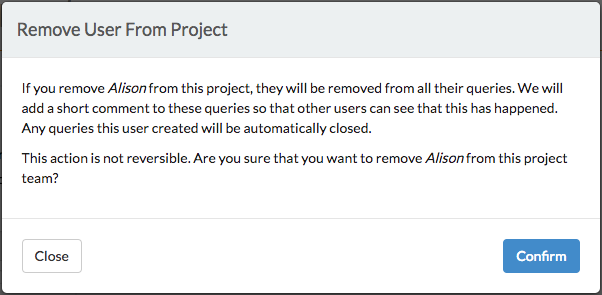 Remove User From Project
If you remove Alison from this project, they will be removed from all their queries. We will
add a short comment to these queries so that other users can see that this has happened.
Any queries this user created will be automatically closed.
This action is not reversible. Are you sure that you want to remove Alison from this project
team?
Close
Confirm